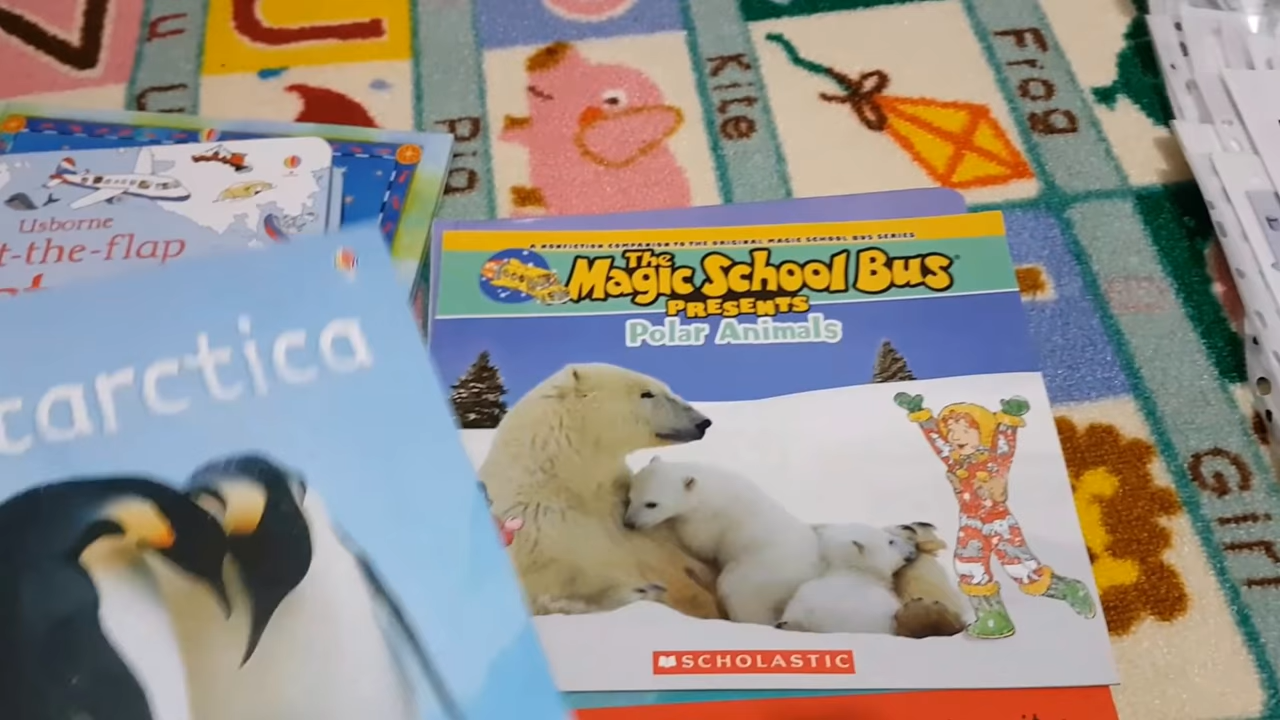 U
U
Pig
Kite
Frog
Girl
Usborne
t-the-flap
tarctica
A NONFICTION COMPANION TO THE ORIGINAL MAGIC SCHOOL BUS SERIES
The
Magic School Bus
PRESENTS
Polar Animals
SCHOLASTIC